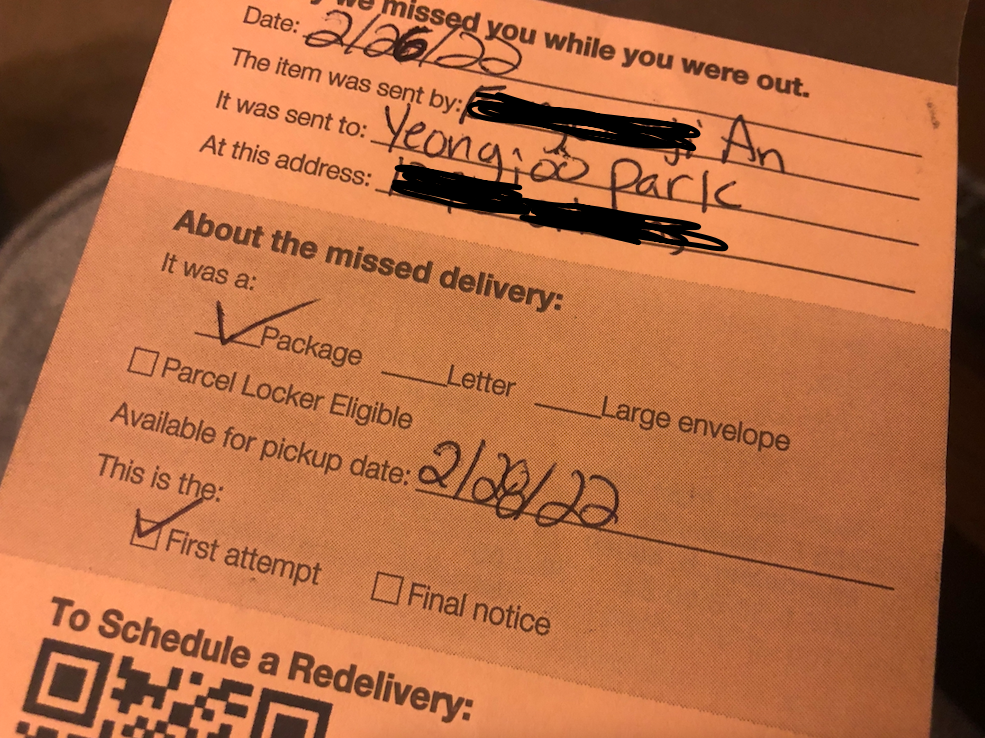 we missed you while you were out.
Date: 2/26/22
The item was sent by: An
It was sent to: Park
At this address:
About the missed delivery:
It was a:
Package Letter Large envelope
Parcel Locker Eligible
Available for pickup date: 2/28/22
This is the:
First attempt Final notice
To Schedule a Redelivery: